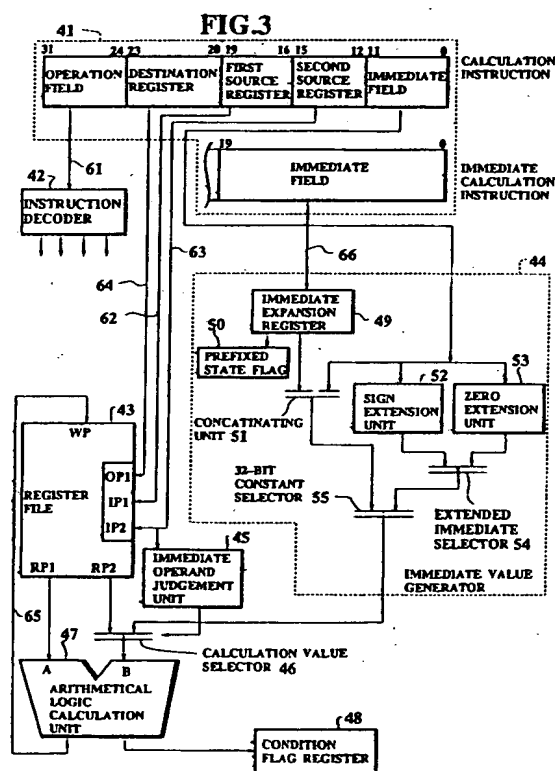 FIG.3
41
31 24 23 20 19 16 15 12 11 0
OPERATION FIELD
DESTINATION REGISTER
FIRST SOURCE REGISTER
SECOND SOURCE REGISTER
IMMEDIATE FIELD
CALCULATION INSTRUCTION
61
42
INSTRUCTION DECODER
19 0
IMMEDIATE FIELD
IMMEDIATE CALCULATION INSTRUCTION
63
64
62
66
44
IMMEDIATE EXPANSION REGISTER
49
50
PREFIXED STATE FLAG
52
53
SIGN EXTENSION UNIT
ZERO EXTENSION UNIT
CONCATINATING UNIT 51
43
WP
OP1
REGISTER FILE
IP1
IP2
RP1 RP2
32-BIT CONSTANT SELECTOR
55
EXTENDED IMMEDIATE SELECTOR 54
IMMEDIATE VALUE GENERATOR
45
IMMEDIATE OPERAND JUDGEMENT UNIT
65
47
CALCULATION VALUE SELECTOR 46
A B
ARITHMETICAL LOGIC CALCULATION UNIT
48
CONDITION FLAG REGISTER